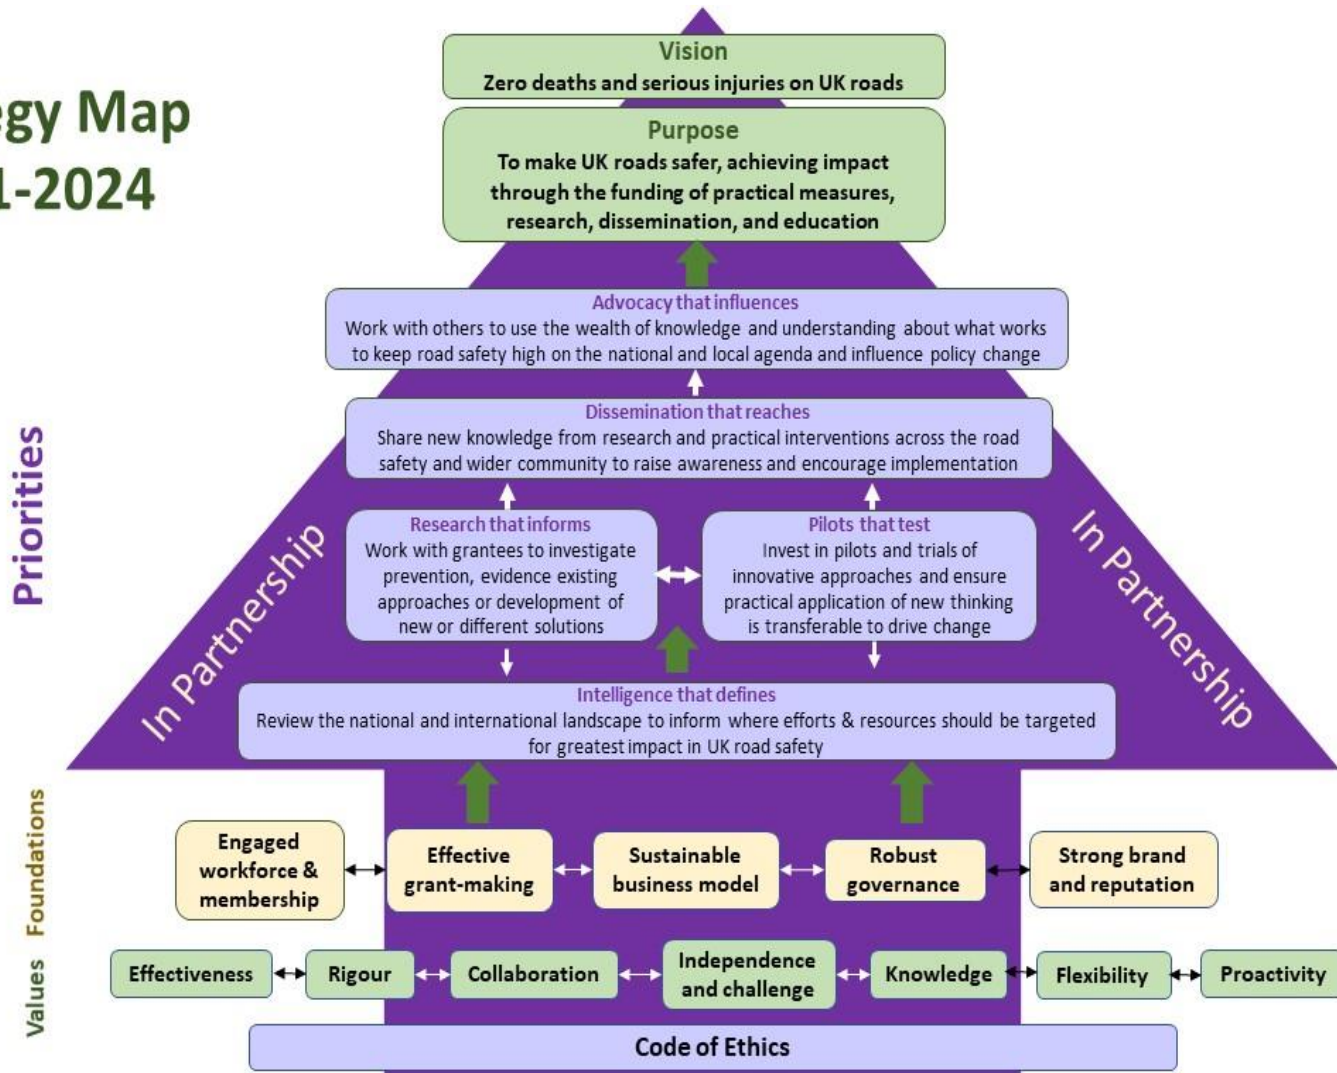 egy Map
1-2024
Vision
Zero deaths and serious injuries on UK roads
Purpose
To make UK roads safer, achieving impact
through the funding of practical measures,
research, dissemination, and education
Priorities
In Partnership
In Partnership
Advocacy that influences
Work with others to use the wealth of knowledge and understanding about what works
to keep road safety high on the national and local agenda and influence policy change
Dissemination that reaches
Share new knowledge from research and practical interventions across the road
safety and wider community to raise awareness and encourage implementation
Research that informs
Work with grantees to investigate
prevention, evidence existing
approaches or development of
new or different solutions
Pilots that test
Invest in pilots and trials of
innovative approaches and ensure
practical application of new thinking
is transferable to drive change
Intelligence that defines
Review the national and international landscape to inform where efforts & resources should be targeted
for greatest impact in UK road safety
Foundations
Engaged
workforce &
membership
Effective
grant-making
Sustainable
business model
Robust
governance
Strong brand
and reputation
Values
Effectiveness
Rigour
Collaboration
Independence
and challenge
Knowledge
Flexibility
Proactivity
Code of Ethics